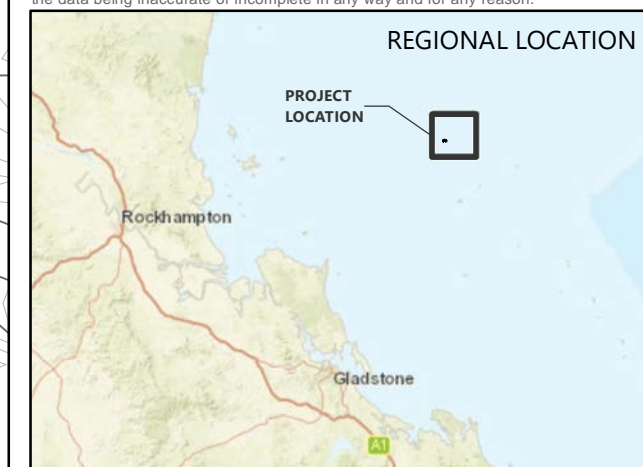 the data being inaccurate or incomplete in any way and for any reason.
REGIONAL LOCATION
PROJECT
LOCATION
Rockhampton
Gladstone
A1